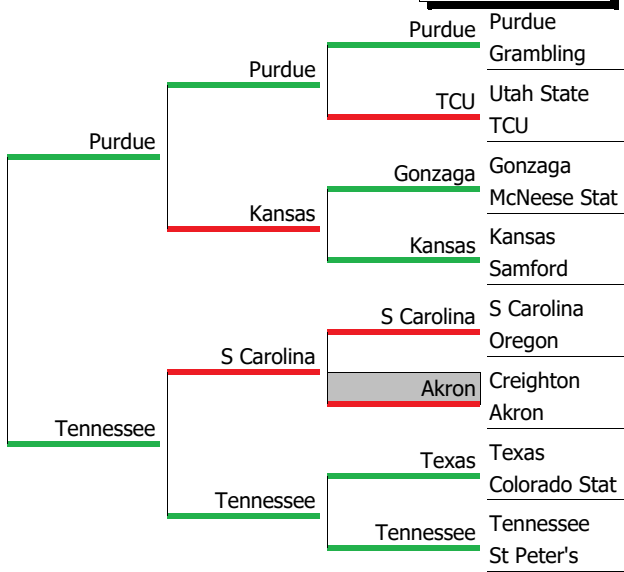 Purdue
Purdue
Grambling
Purdue
TCU
Utah State
TCU
Purdue
Gonzaga
Gonzaga
McNeese Stat
Kansas
Kansas
Kansas
Samford
S Carolina
S Carolina
Oregon
S Carolina
Akron
Creighton
Akron
Tennessee
Texas
Texas
Colorado Stat
Tennessee
Tennessee
Tennessee
St Peter's